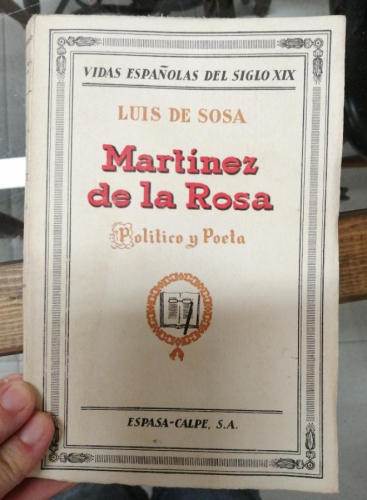 VIDAS ESPAÑOLAS DEL SIGLO XIX
LUIS DE SOSA
Martínez
de la Rosa
Político y Poeta
ESPASA-CALPE, S.A.